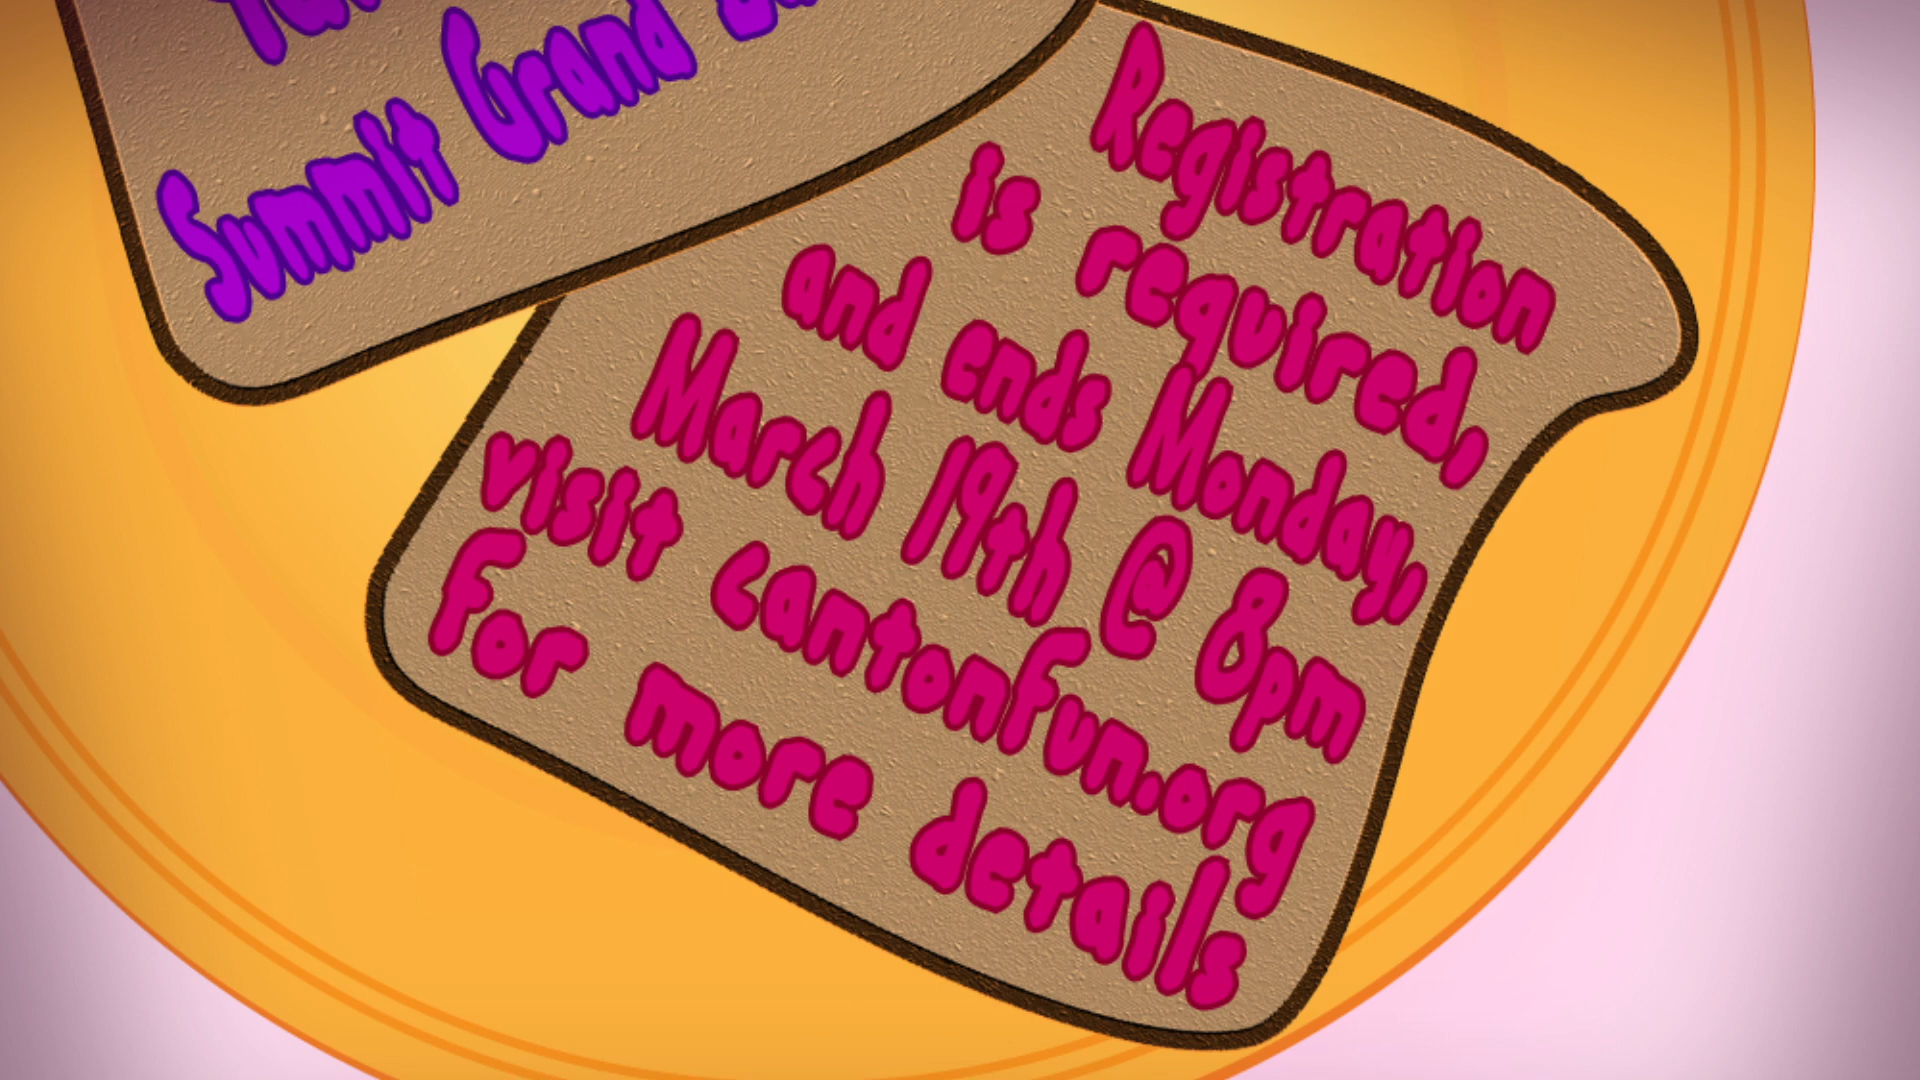 Summit Grand
Registration
is required,
and ends Monday,
March 19th @ 8pm
visit cantonfun.org
for more details